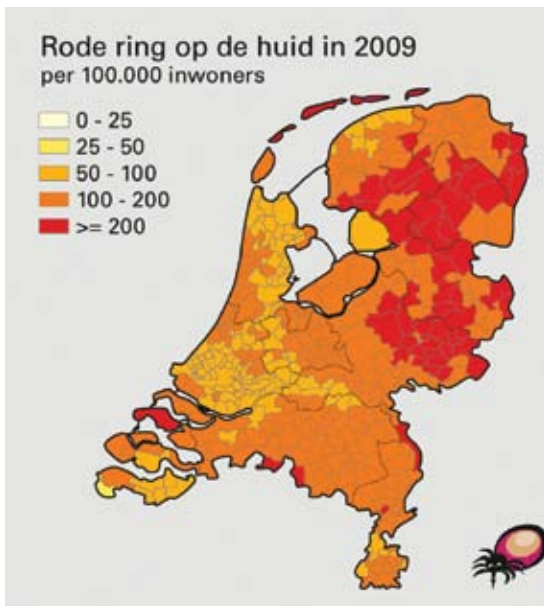 Rode ring op de huid in 2009
per 100.000 inwoners
0 - 25
25 - 50
50 - 100
100 - 200
>= 200